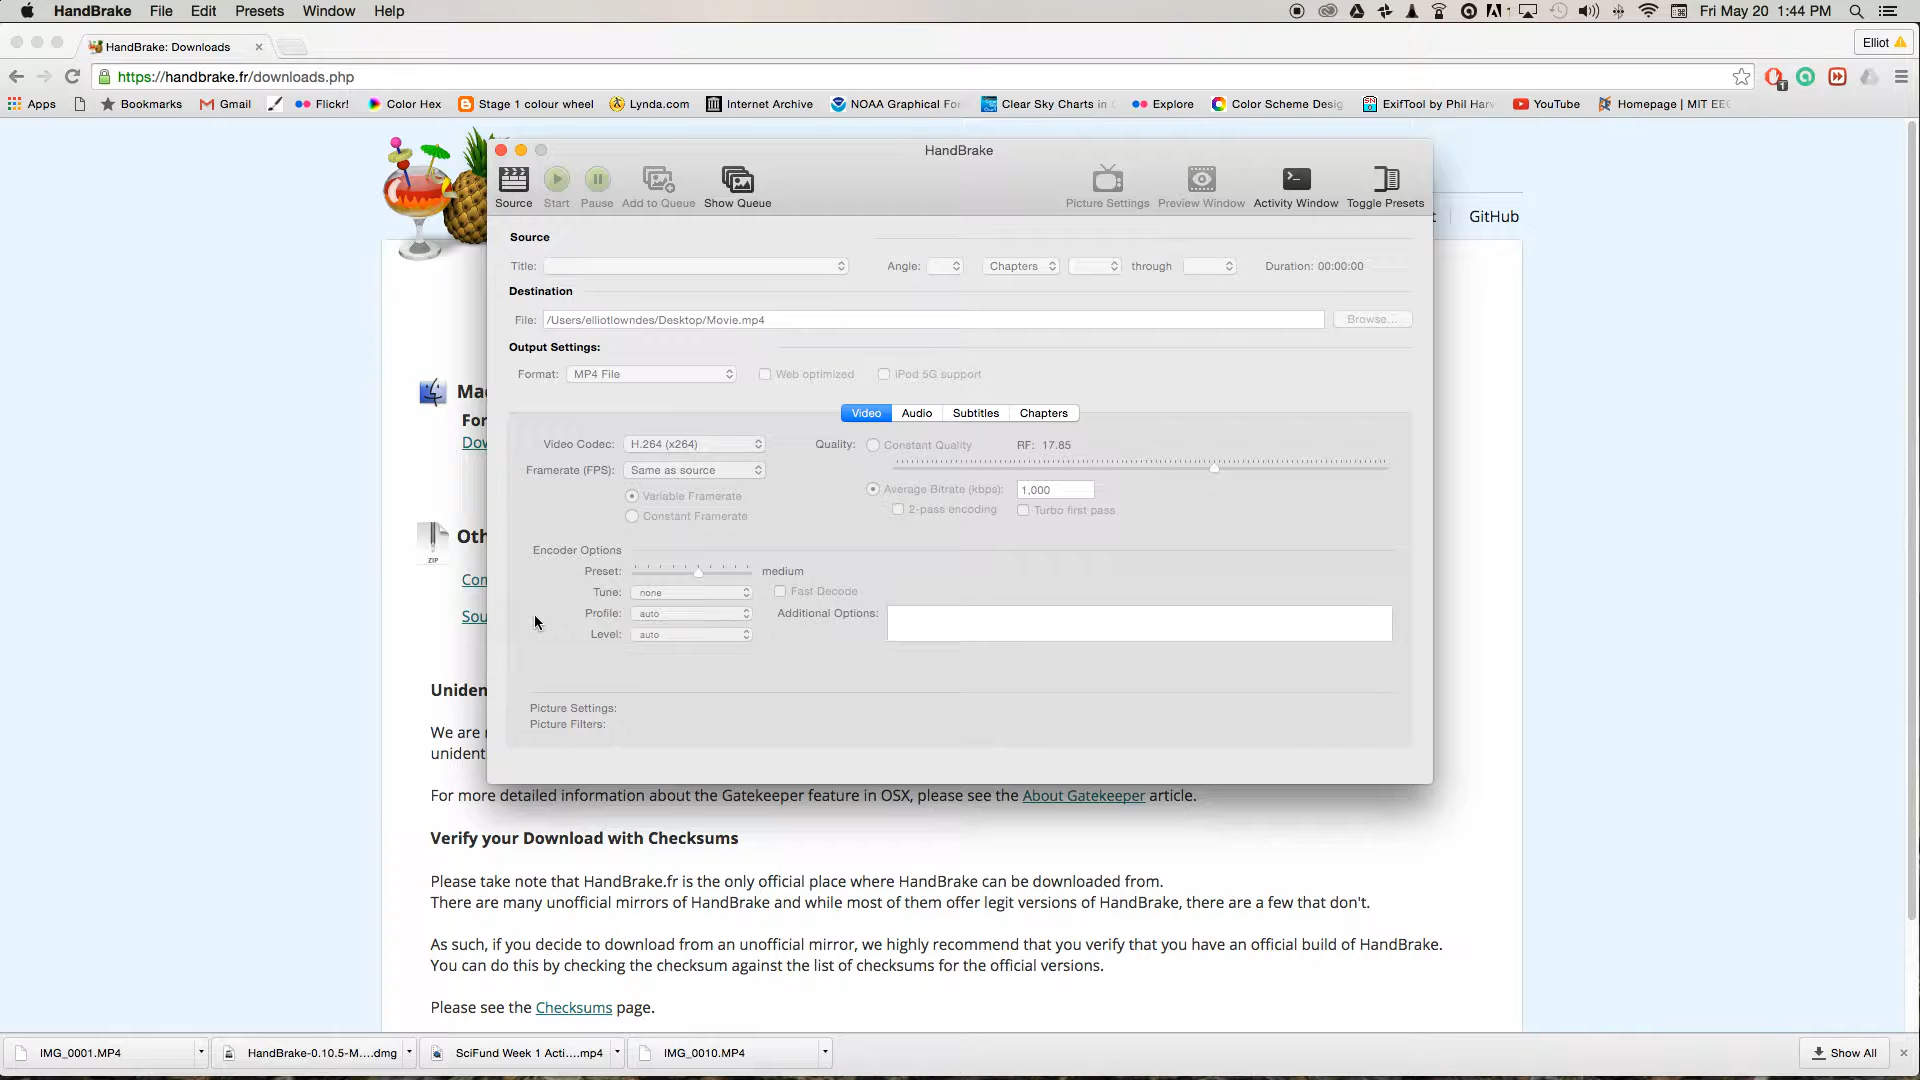 HandBrake File Edit Presets Window Help
Fri May 20 1:44 PM
HandBrake: Downloads
Elliot
https://handbrake.fr/downloads.php
Apps Bookmarks Gmail Flickr! Color Hex Stage 1 colour wheel Lynda.com Internet Archive NOAA Graphical Fo Clear Sky Charts in Explore Color Scheme Desig ExifTool by Phil Har YouTube Homepage | MIT EE
HandBrake
Source Start Pause Add to Queue Show Queue Picture Settings Preview Window Activity Window Toggle Presets
GitHub
Source
Title: Angle: Chapters through Duration: 00:00:00
Destination
File: /Users/elliotlowndes/Desktop/Movie.mp4 Browse...
Output Settings:
Format: MP4 File Web optimized iPod 5G support
Video Audio Subtitles Chapters
Video Codec: H.264 (x264) Quality: Constant Quality RF: 17.85
Framerate (FPS): Same as source
Variable Framerate Average Bitrate (kbps): 1,000
Constant Framerate 2-pass encoding Turbo first pass
Encoder Options
Preset: medium
Tune: none Fast Decode
Profile: auto Additional Options:
Level: auto
Picture Settings:
Picture Filters:
Ma
For
Dow
ZIP
Oth
Com
Sou
Uniden
We are
unident
For more detailed information about the Gatekeeper feature in OSX, please see the About Gatekeeper article.
Verify your Download with Checksums
Please take note that HandBrake.fr is the only official place where HandBrake can be downloaded from.
There are many unofficial mirrors of HandBrake and while most of them offer legit versions of HandBrake, there are a few that don't.
As such, if you decide to download from an unofficial mirror, we highly recommend that you verify that you have an official build of HandBrake.
You can do this by checking the checksum against the list of checksums for the official versions.
Please see the Checksums page.
IMG_0001.MP4 HandBrake-0.10.5-M....dmg SciFund Week 1 Acti....mp4 IMG_0010.MP4 Show All